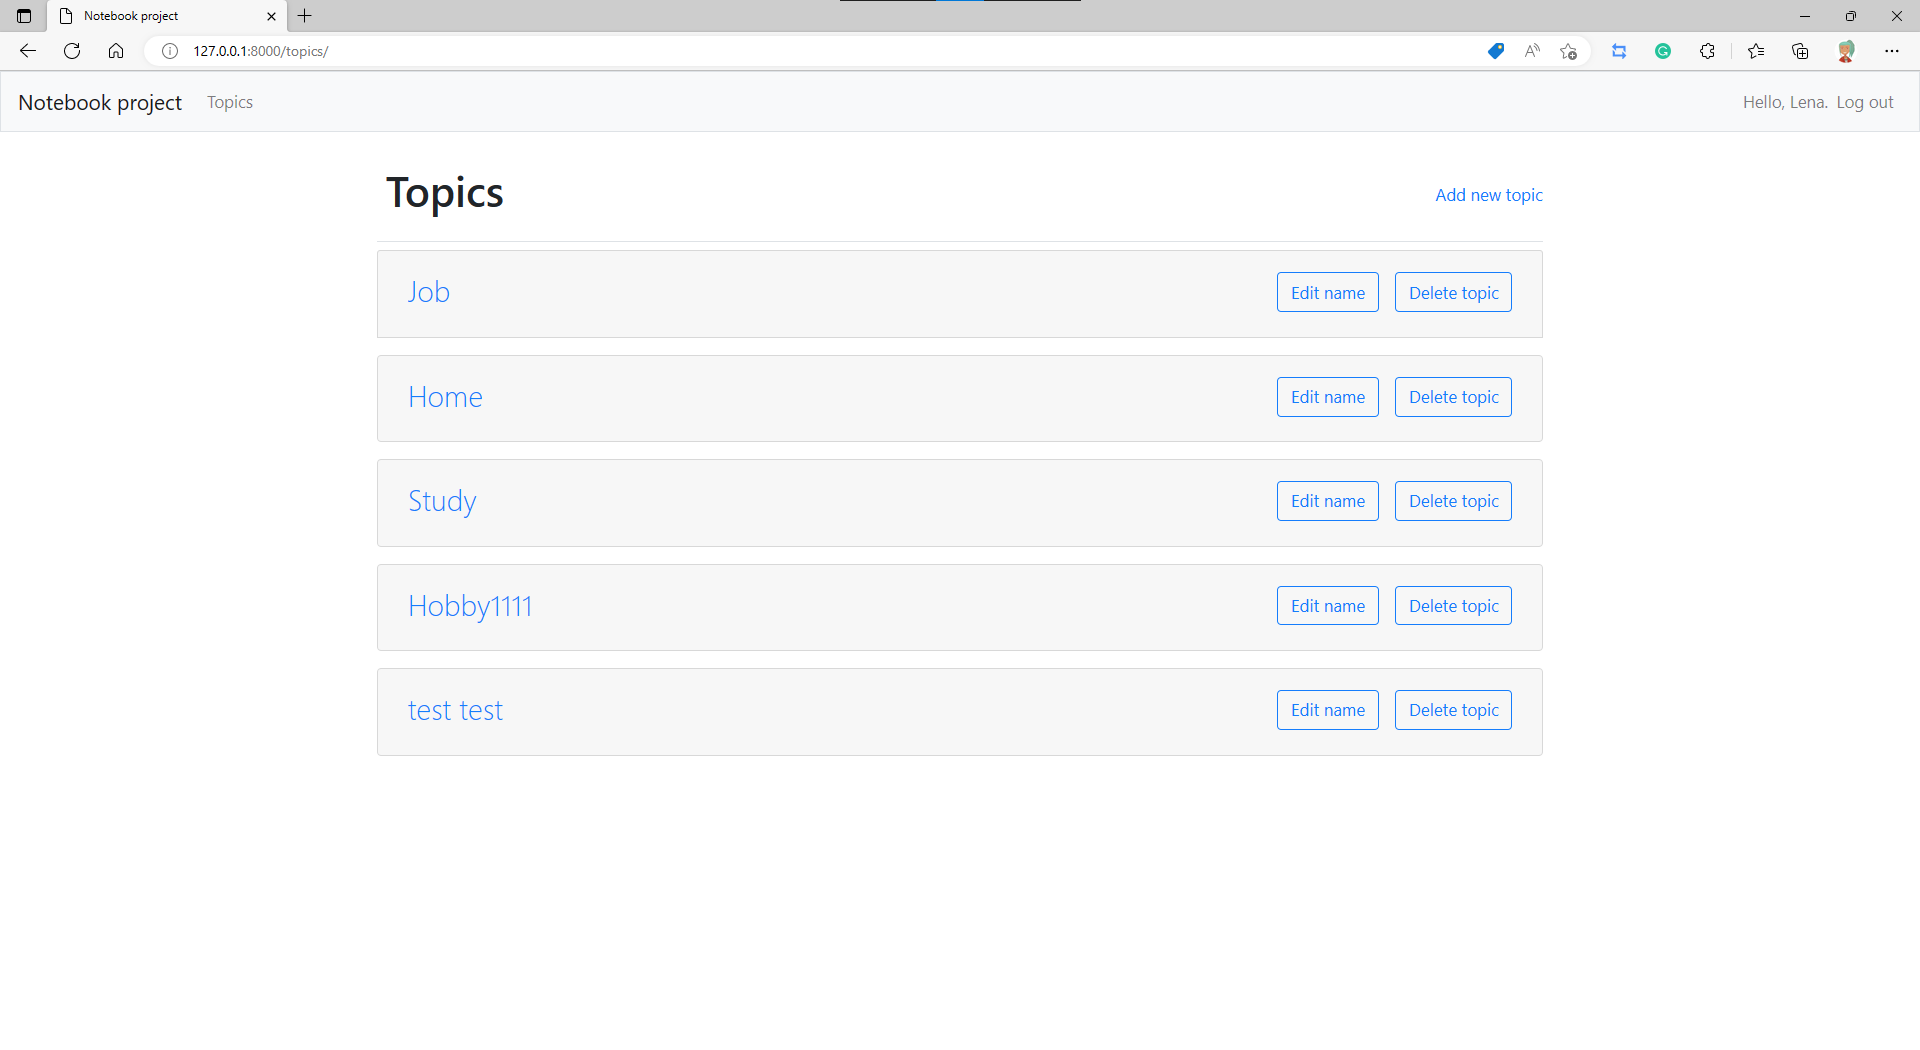 Notebook project
127.0.0.1:8000/topics/
Notebook project Topics Hello, Lena. Log out
Topics Add new topic
Job Edit name Delete topic
Home Edit name Delete topic
Study Edit name Delete topic
Hobby1111 Edit name Delete topic
test test Edit name Delete topic